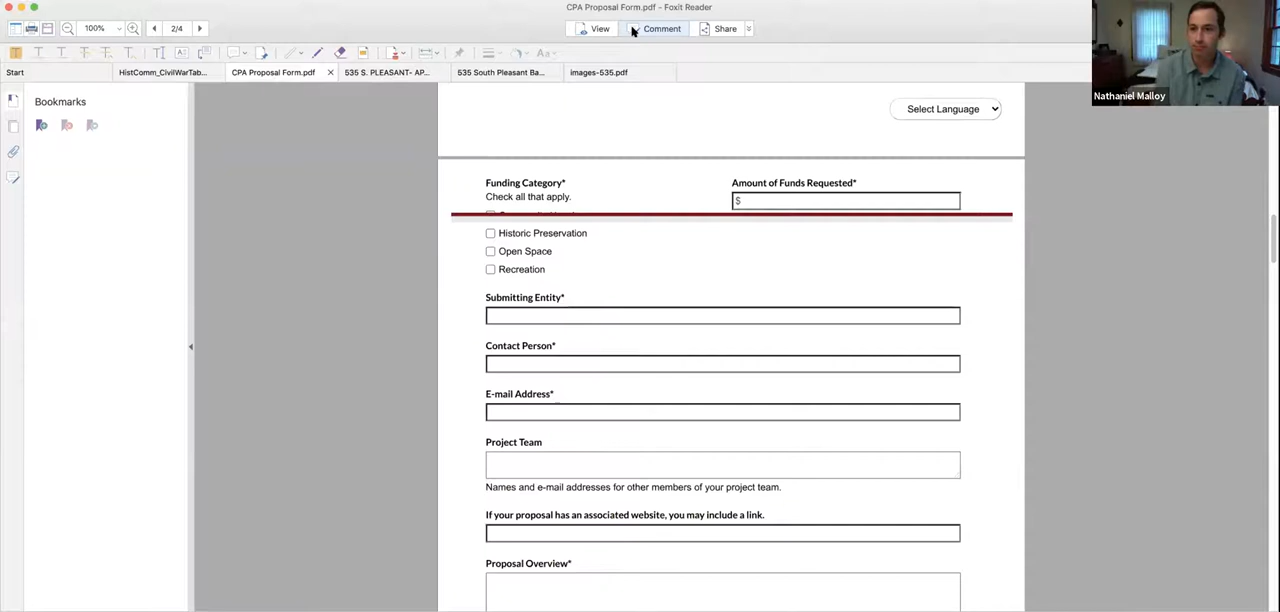 CPA Proposal Form.pdf - Foxit Reader
100% 2/4 View Comment Share
Start HistComm_CivilWarTab... CPA Proposal Form.pdf 535 S. PLEASANT- AP... 535 South Pleasant Ba... images-535.pdf
Nathaniel Malloy
Bookmarks
Select Language
Funding Category* Amount of Funds Requested*
Check all that apply. $
Historic Preservation
Open Space
Recreation
Submitting Entity*
Contact Person*
E-mail Address*
Project Team
Names and e-mail addresses for other members of your project team.
If your proposal has an associated website, you may include a link.
Proposal Overview*